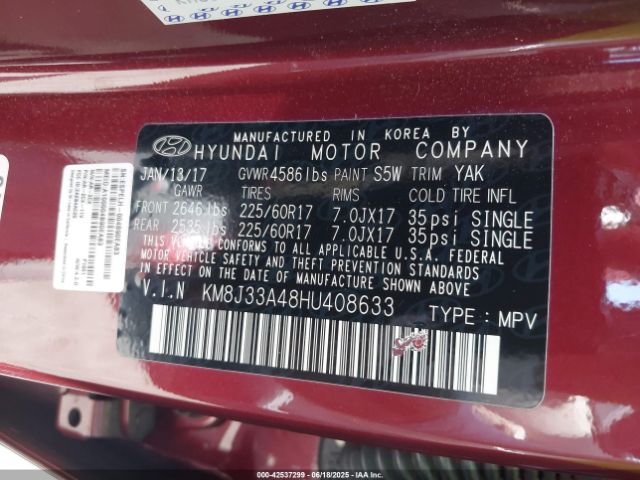 MANUFACTURED IN KOREA BY
HYUNDAI MOTOR COMPANY
JAN/13/17 GVWR4586lbs PAINT S5W TRIM YAK
GAWR TIRES RIMS COLD TIRE INFL
FRONT 2646lbs 225/60R17 7.0JX17 35psi SINGLE
REAR 2535lbs 225/60R17 7.0JX17 35psi SINGLE
THIS VEHICLE CONFORMS TO ALL APPLICABLE U.S.A. FEDERAL
MOTOR VEHICLE SAFETY, BUMPER, AND THEFT PREVENTION STANDARDS
IN EFFECT ON THE DATE OF MANUFACTURE SHOWN ABOVE.
V.I.N KM8J33A48HU408633 TYPE: MPV
000-42537299 - 06/18/2025 - IAAI.COM